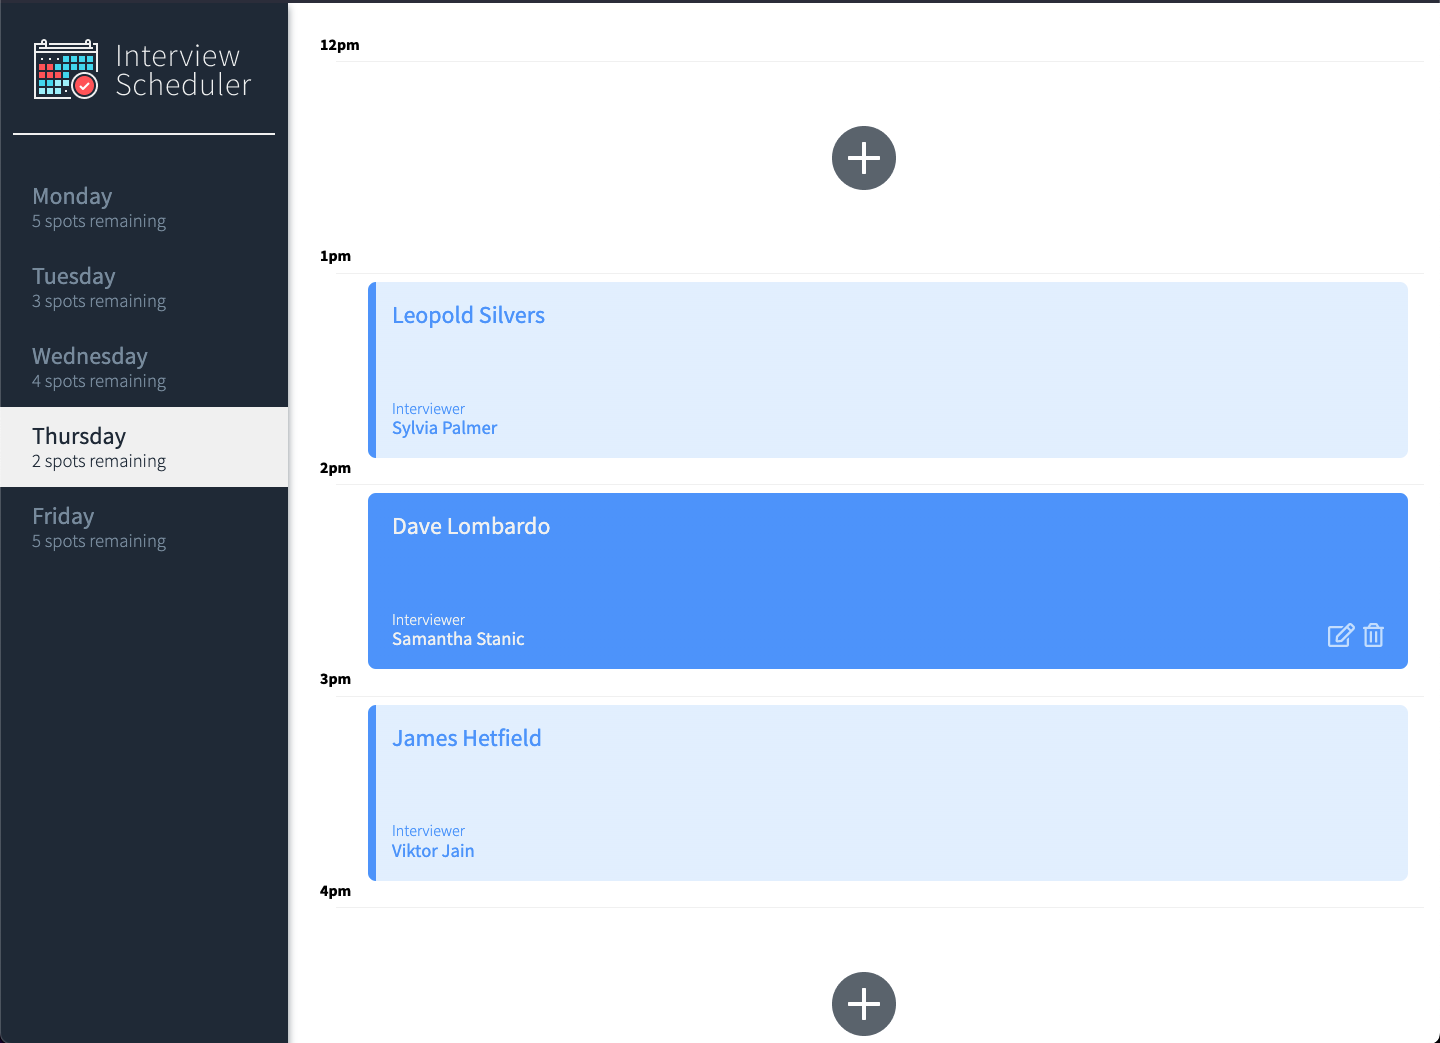 Interview
Scheduler
Monday
5 spots remaining
Tuesday
3 spots remaining
Wednesday
4 spots remaining
Thursday
2 spots remaining
Friday
5 spots remaining
12pm
1pm
Leopold Silvers
Interviewer
Sylvia Palmer
2pm
Dave Lombardo
Interviewer
Samantha Stanic
3pm
James Hetfield
Interviewer
Viktor Jain
4pm